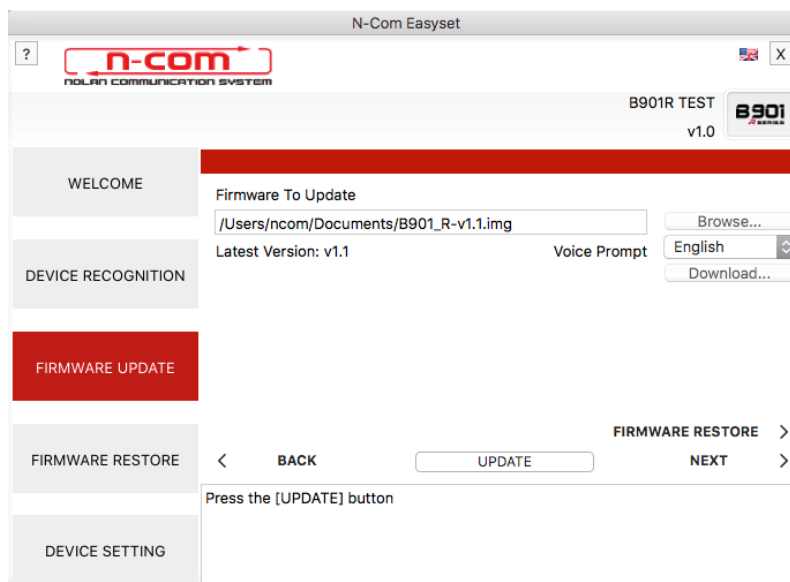 N-Com Easyset
?
n-com
NOLAN COMMUNICATION SYSTEM
X
B901R TEST
v1.0
B901
R SERIES
WELCOME
DEVICE RECOGNITION
FIRMWARE UPDATE
FIRMWARE RESTORE
DEVICE SETTING
Firmware To Update
/Users/ncom/Documents/B901_R-v1.1.img
Browse...
Latest Version: v1.1
Voice Prompt
English
Download...
FIRMWARE RESTORE >
< BACK
UPDATE
NEXT >
Press the [UPDATE] button